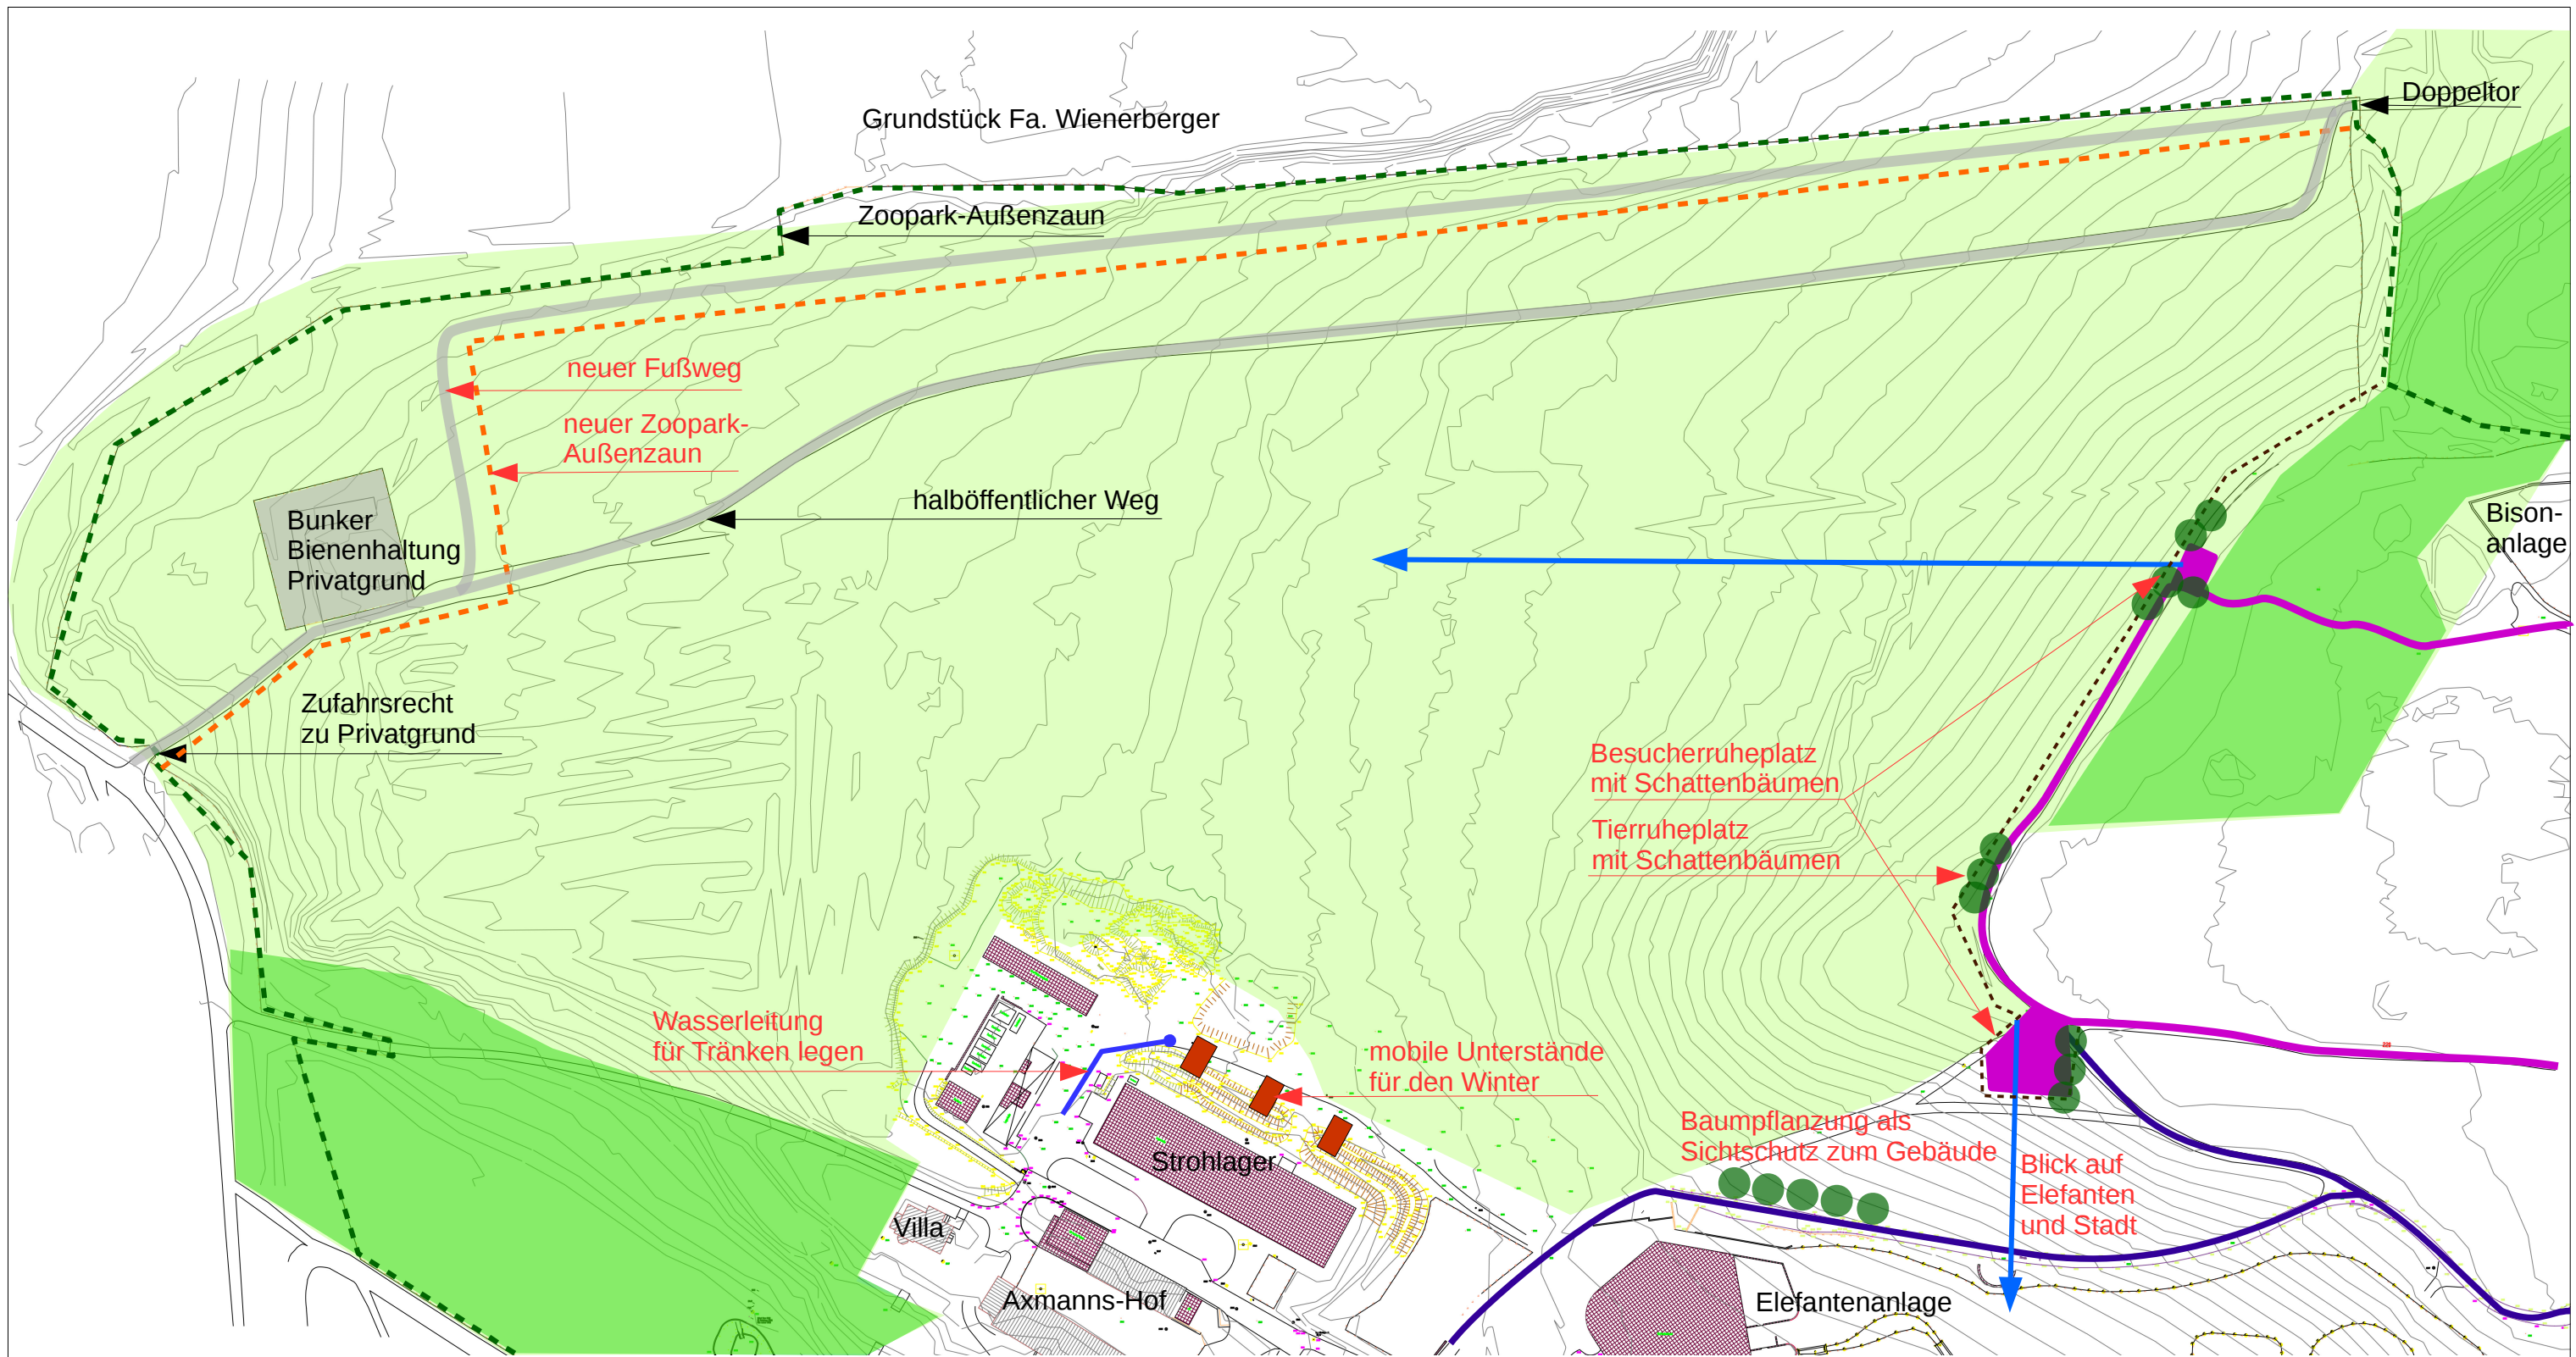 Doppeltor
Grundstück Fa. Wienerberger
Zoopark-Außenzaun
neuer Fußweg
neuer Zoopark-
Außenzaun
halböffentlicher Weg
Bunker
Bienenhaltung
Privatgrund
Bison-
anlage
Zufahrsrecht
zu Privatgrund
Besucherruheplatz
mit Schattenbäumen
Tierruheplatz
mit Schattenbäumen
Wasserleitung
für Tränken legen
mobile Unterstände
für den Winter
Baumpflanzung als
Sichtschutz zum Gebäude
Strohlager
Blick auf
Elefanten
und Stadt
Villa
Axmanns-Hof
Elefantenanlage